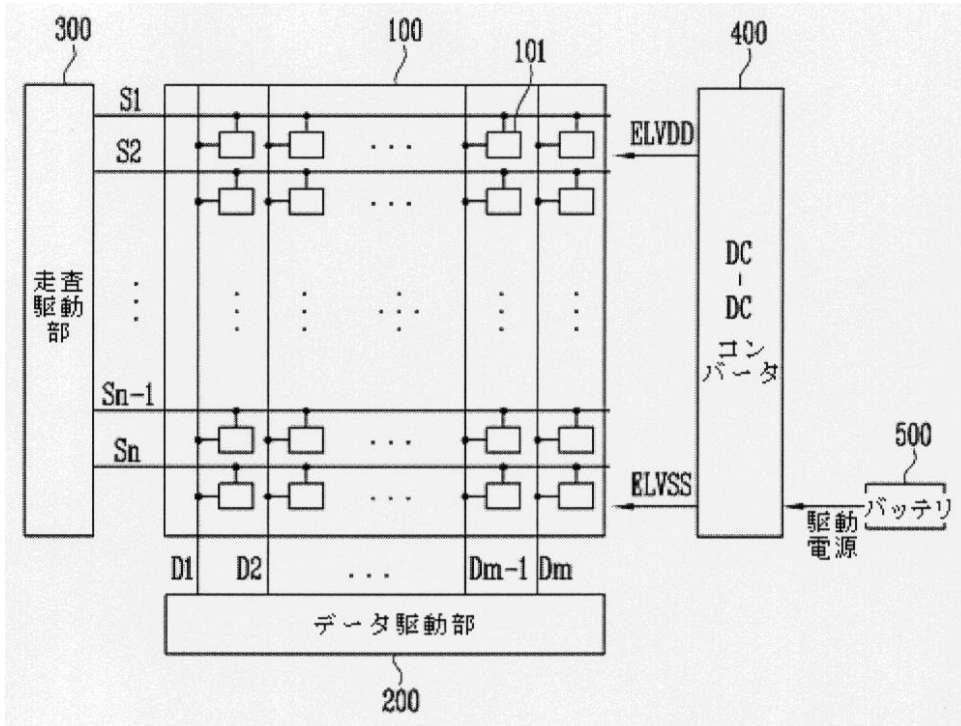 300
100
101
400
S1
S2
ELVDD
走査
駆動
部
DC
-
DC
コン
バータ
Sn-1
Sn
ELVSS
500
バッテリ
駆動
電源
D1 D2 ... Dm-1 Dm
データ駆動部
200